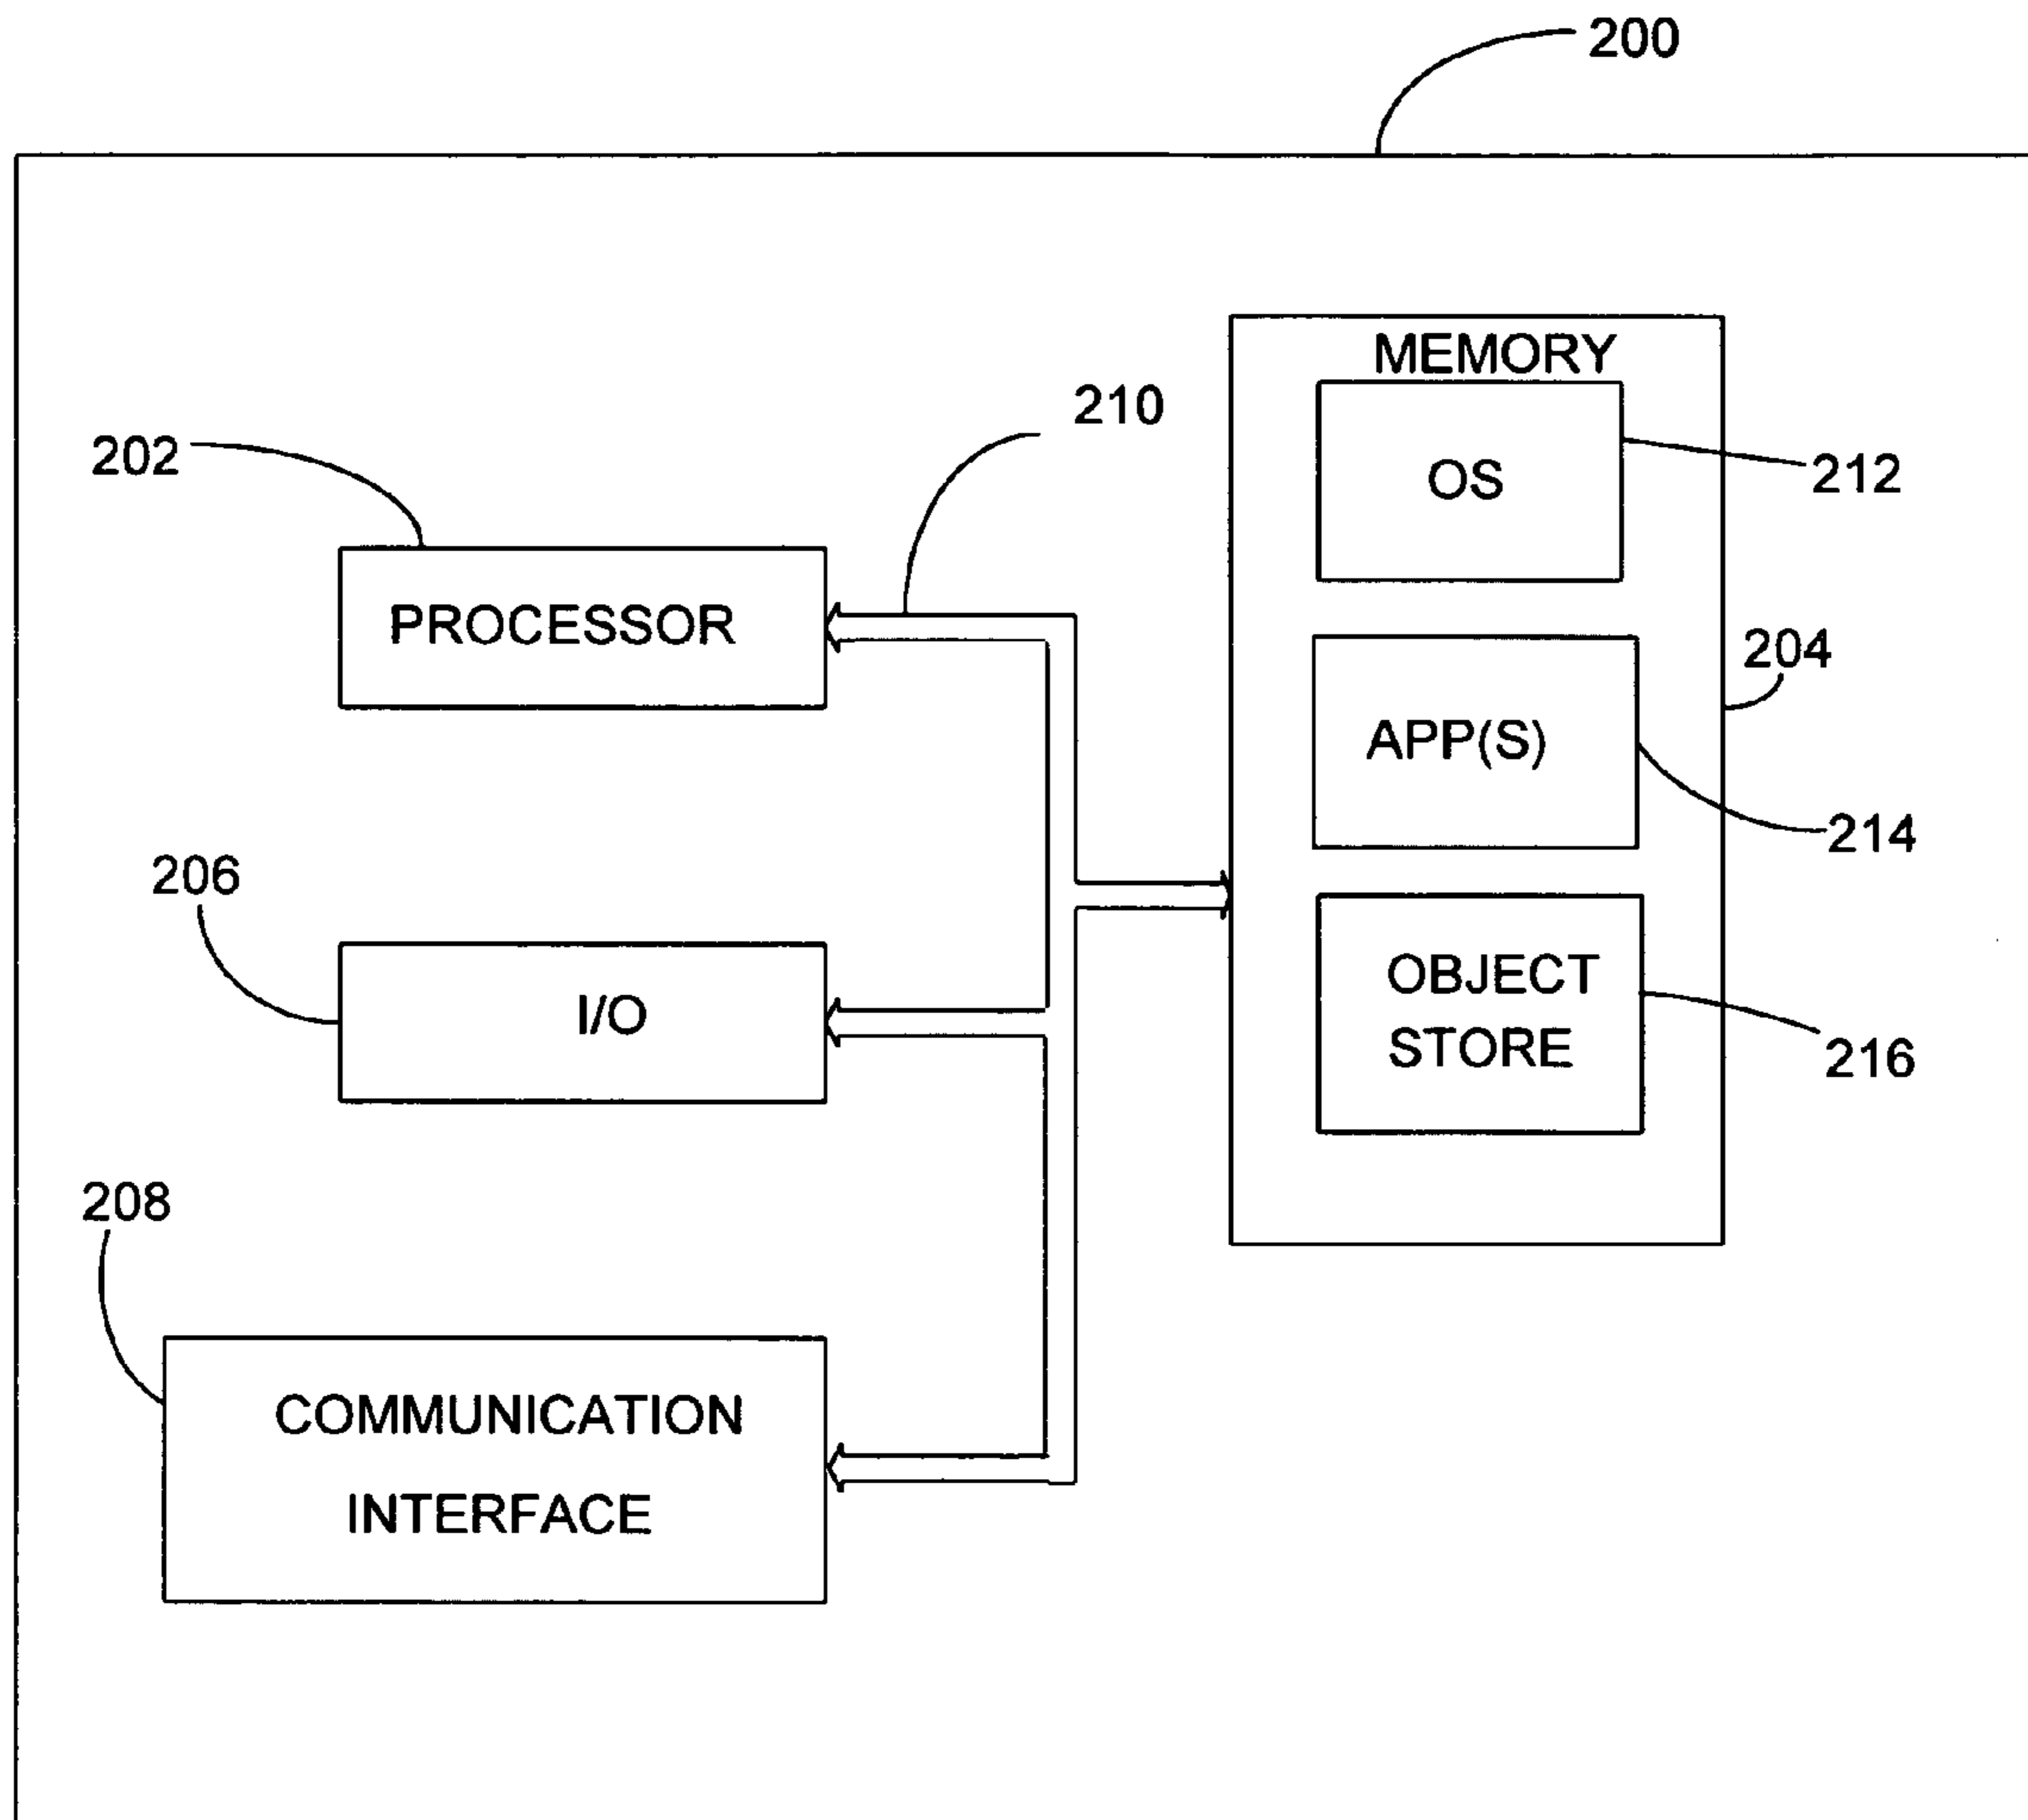 200
MEMORY
210
202
OS
212
PROCESSOR
204
APP(S)
214
206
I/O
OBJECT
STORE
216
208
COMMUNICATION
INTERFACE